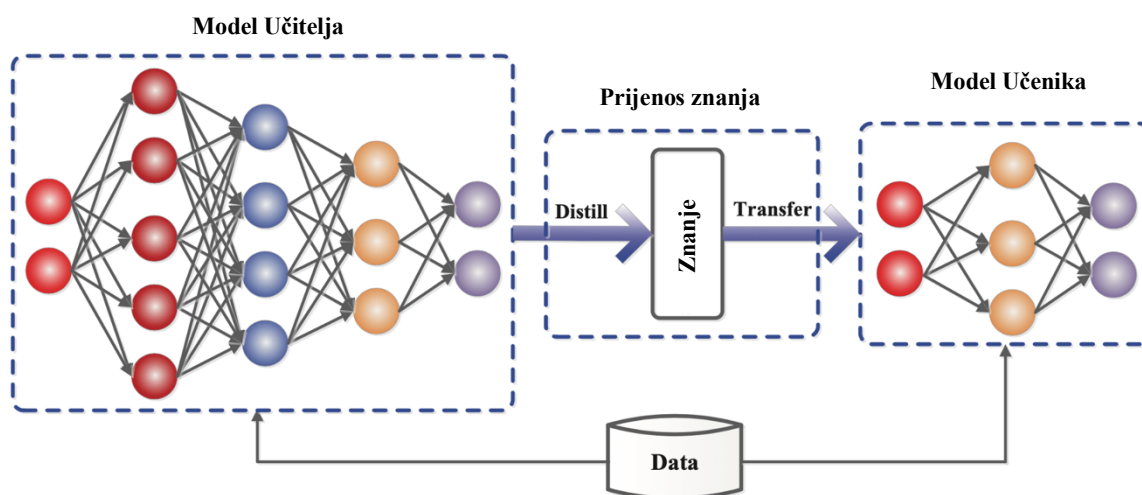 Model Učitelja
Prijenos znanja
Model Učenika
Distill
Znanje
Transfer
Data